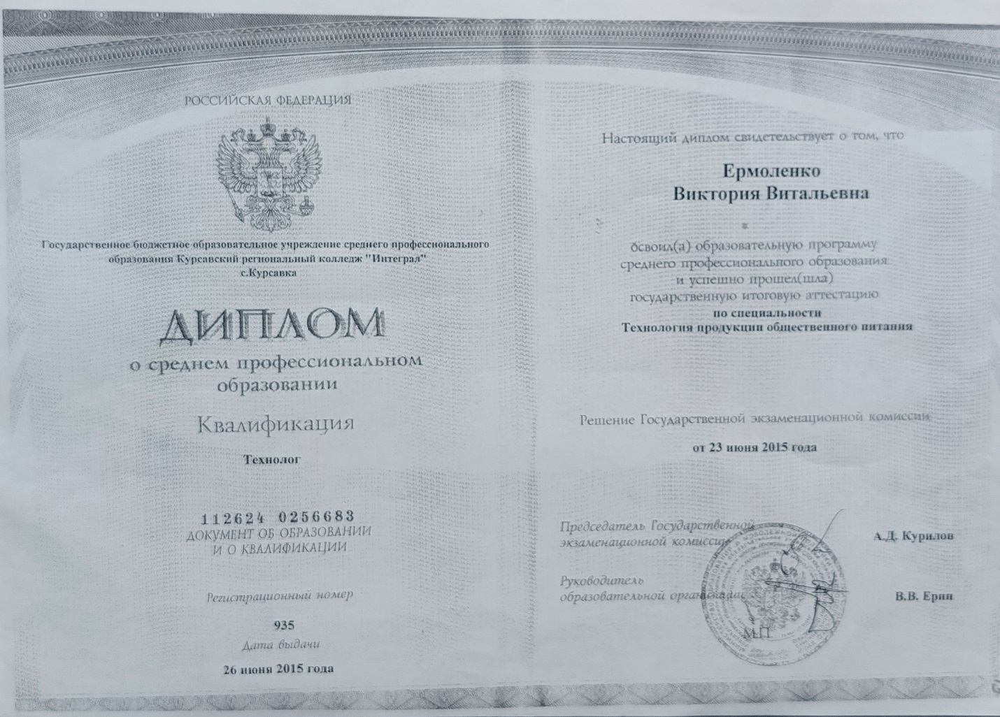 РОССИЙСКАЯ ФЕДЕРАЦИЯ
Государственное бюджетное образовательное учреждение среднего профессионального
образования Курсавский региональный колледж "Интеграл"
с.Курсавка
ДИПЛОМ
о среднем профессиональном
образовании
Квалификация
Технолог
112624 0256683
ДОКУМЕНТ ОБ ОБРАЗОВАНИИ
И О КВАЛИФИКАЦИИ
Регистрационный номер
935
Дата выдачи
26 июня 2015 года
Настоящий диплом свидетельствует о том, что
Ермоленко
Виктория Витальевна
освоил(а) образовательную программу
среднего профессионального образования
и успешно прошел(шла)
государственную итоговую аттестацию
по специальности
Технология продукции общественного питания
Решение Государственной экзаменационной комиссии
от 23 июня 2015 года
Председатель Государственной
экзаменационной комиссии
А.Д. Курилов
Руководитель
образовательной организации
В.В. Ерин
М.П.